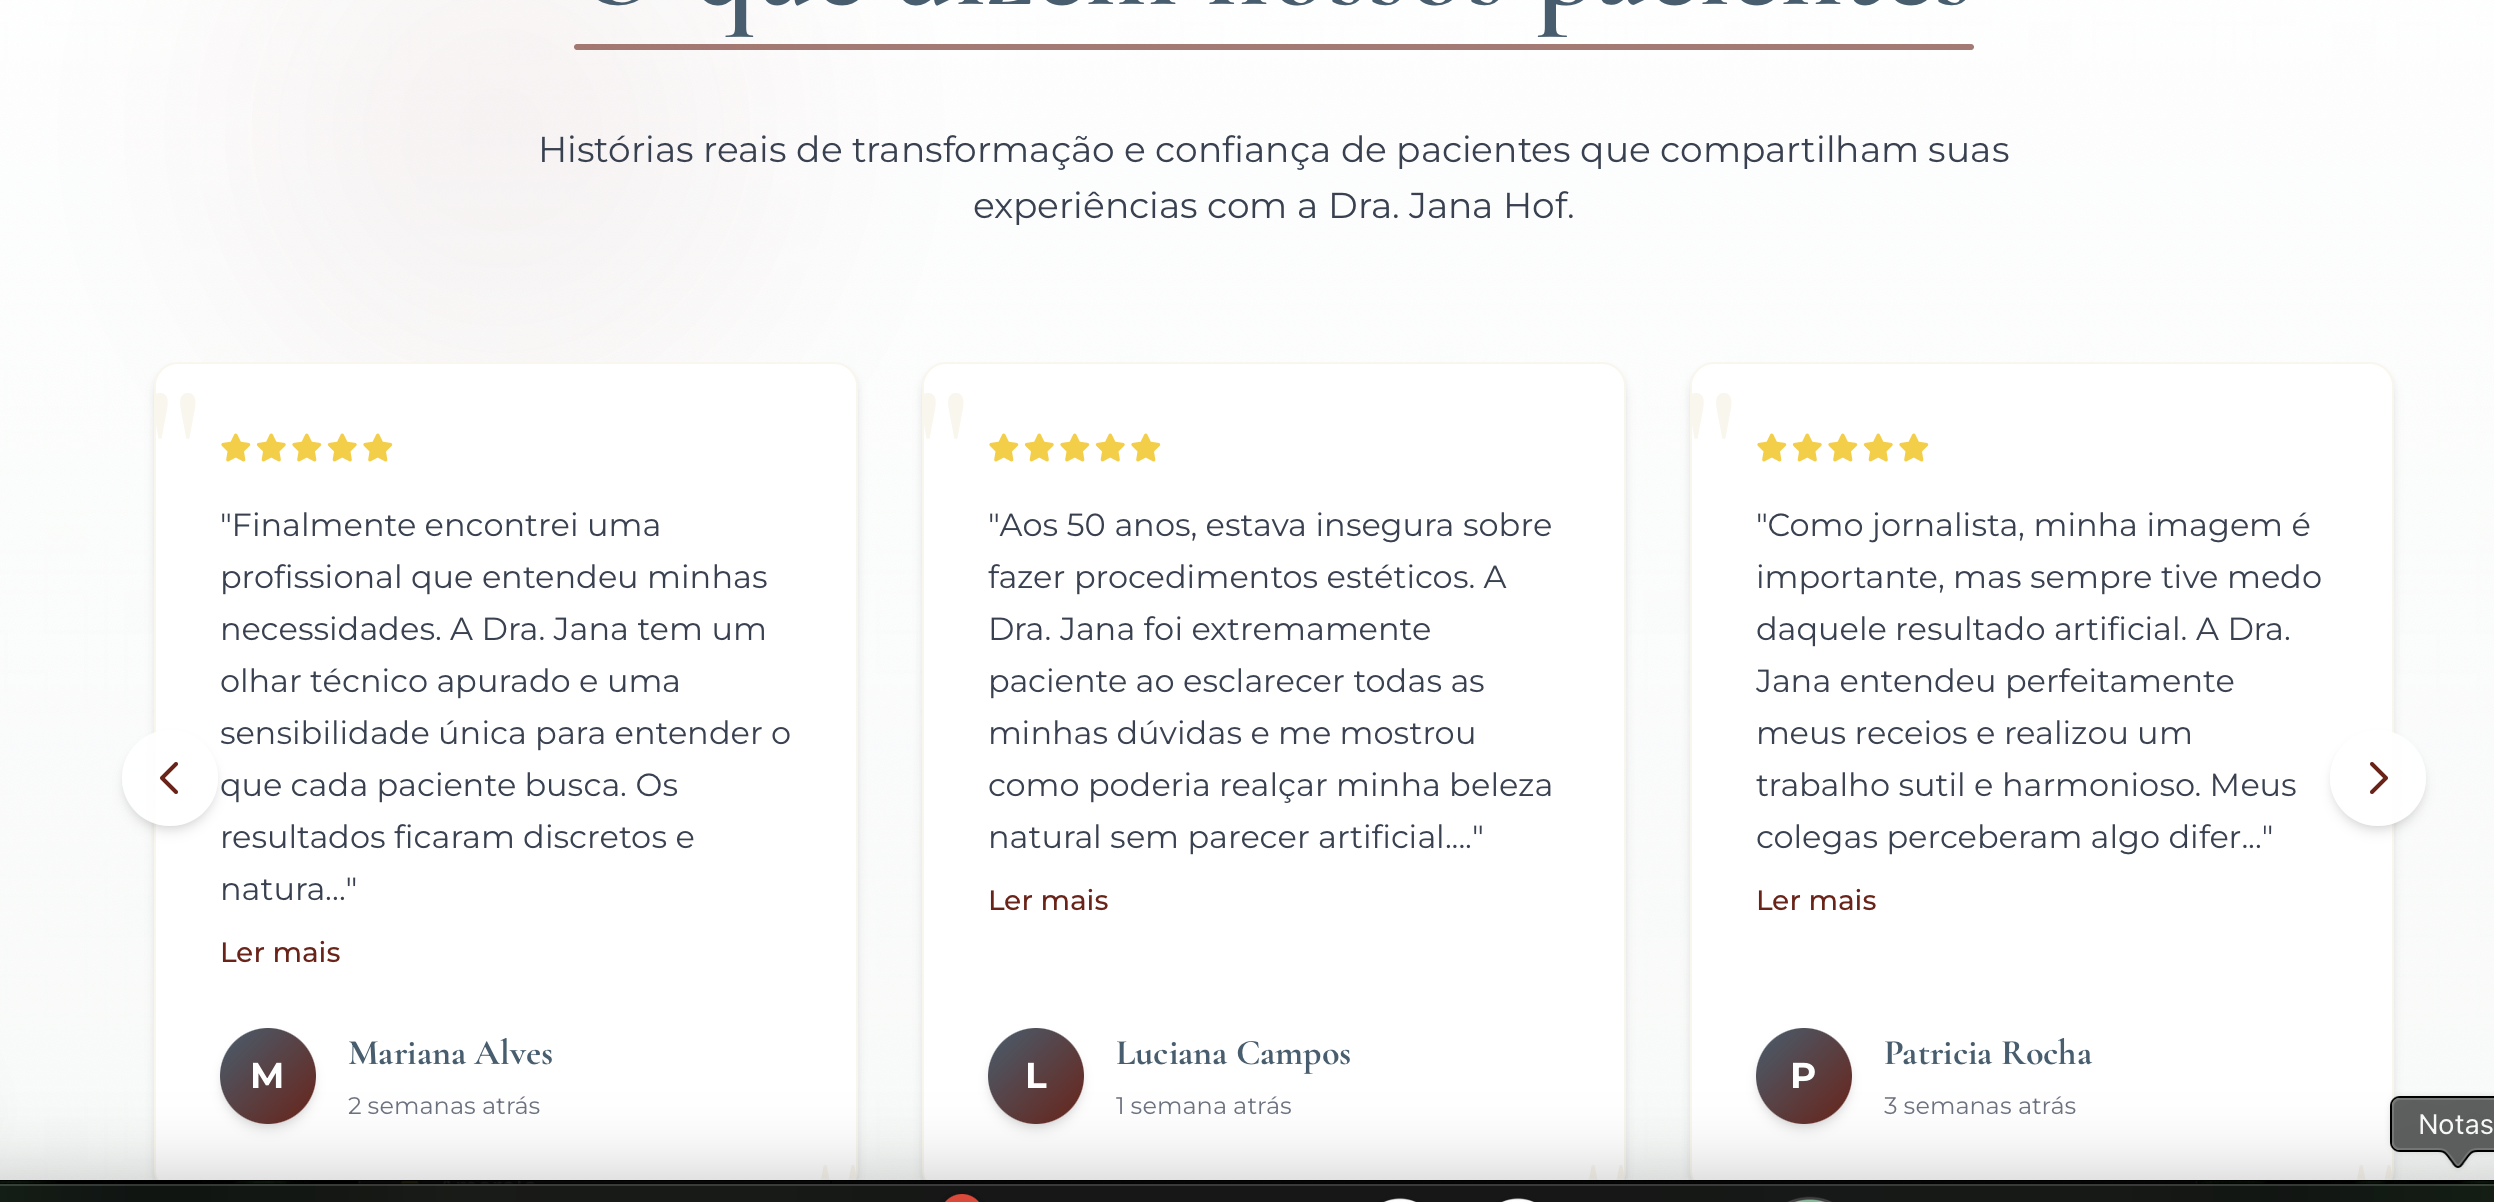 O que dizem nossos pacientes
Histórias reais de transformação e confiança de pacientes que compartilham suas
experiências com a Dra. Jana Hof.
"Finalmente encontrei uma
profissional que entendeu minhas
necessidades. A Dra. Jana tem um
olhar técnico apurado e uma
sensibilidade única para entender o
que cada paciente busca. Os
resultados ficaram discretos e
natura..."
Ler mais
M
Mariana Alves
2 semanas atrás
"Aos 50 anos, estava insegura sobre
fazer procedimentos estéticos. A
Dra. Jana foi extremamente
paciente ao esclarecer todas as
minhas dúvidas e me mostrou
como poderia realçar minha beleza
natural sem parecer artificial...."
Ler mais
L
Luciana Campos
1 semana atrás
"Como jornalista, minha imagem é
importante, mas sempre tive medo
daquele resultado artificial. A Dra.
Jana entendeu perfeitamente
meus receios e realizou um
trabalho sutil e harmonioso. Meus
colegas perceberam algo difer..."
Ler mais
P
Patricia Rocha
3 semanas atrás
Notas